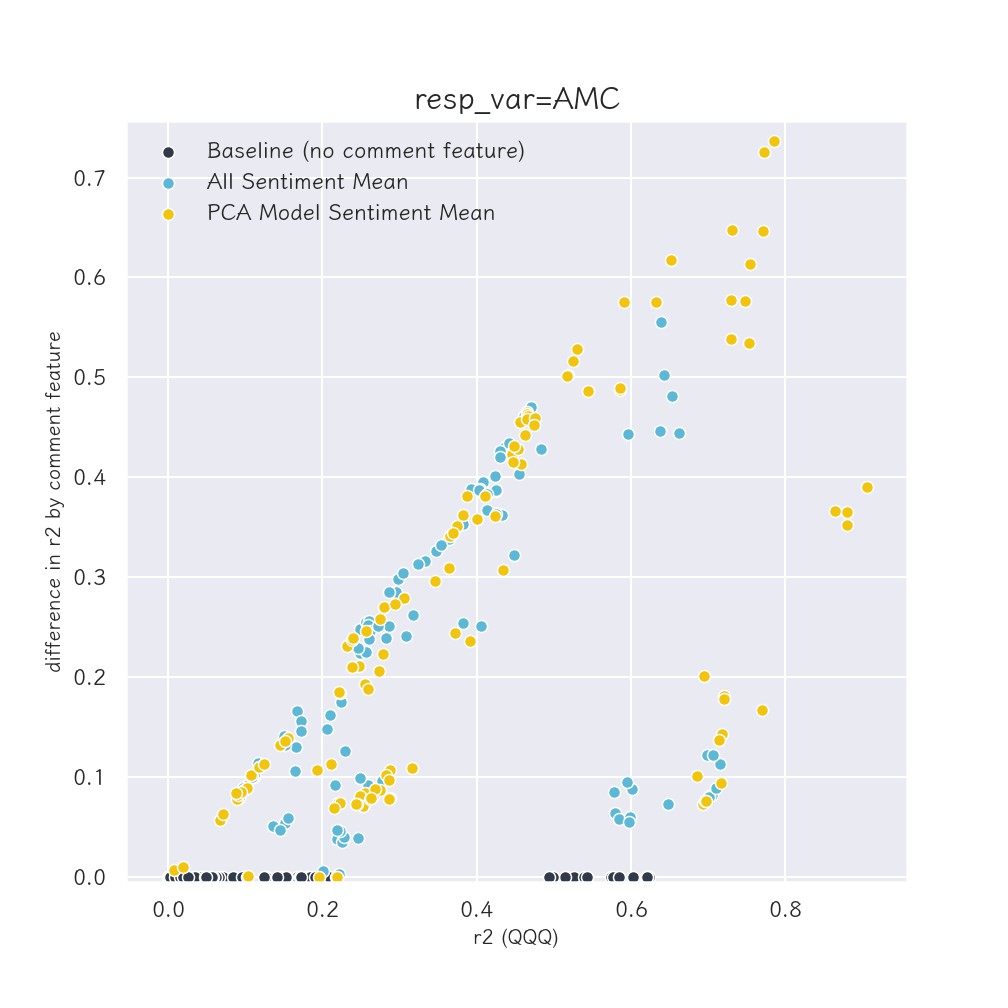 resp_var=AMC
Baseline (no comment feature)
All Sentiment Mean
PCA Model Sentiment Mean
difference in r2 by comment feature
0.7
0.6
0.5
0.4
0.3
0.2
0.1
0.0
0.0 0.2 0.4 0.6 0.8
r2 (QQQ)